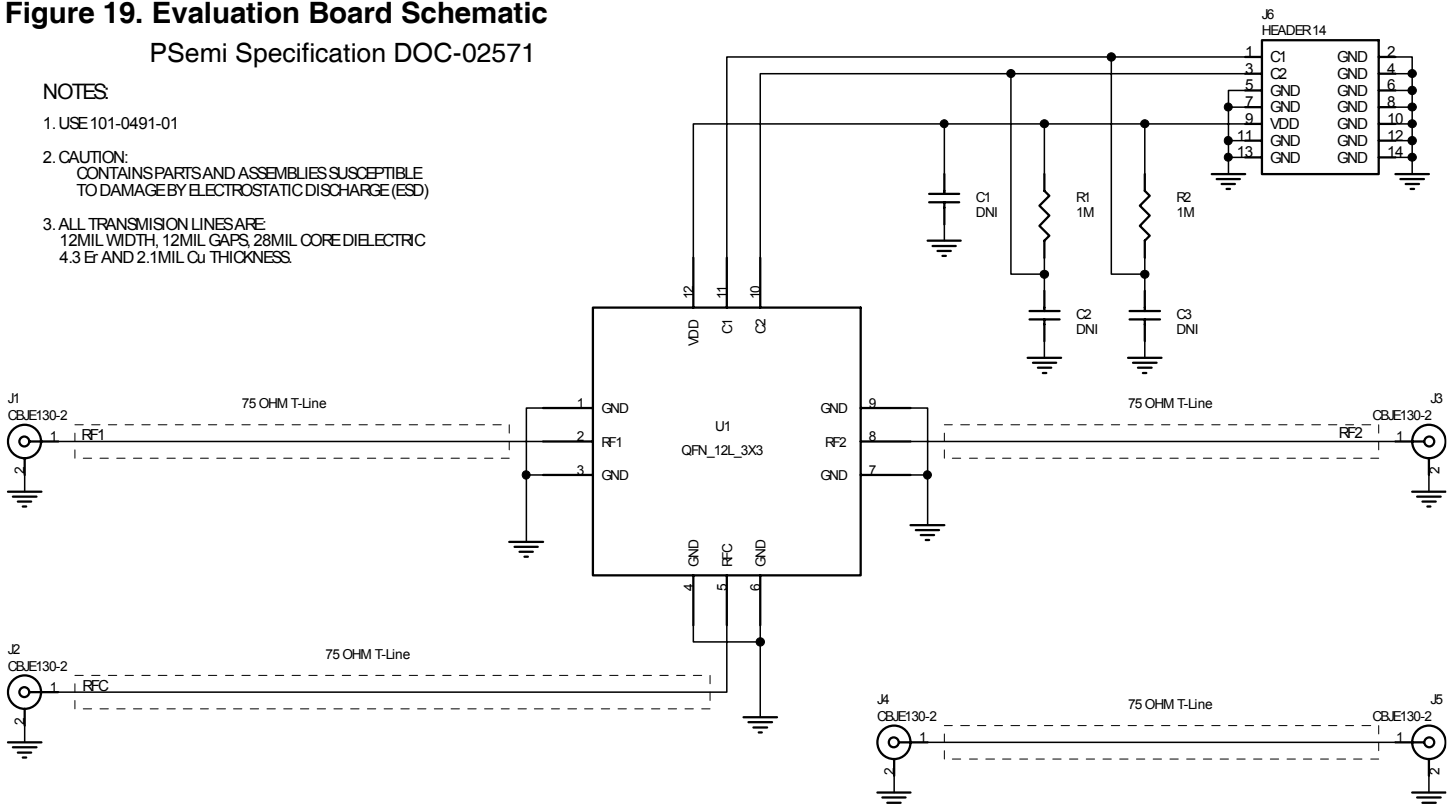 Figure 19. Evaluation Board Schematic
PSemi Specification DOC-02571
NOTES:
1. USE 101-0491-01
2. CAUTION:
CONTAINS PARTS AND ASSEMBLIES SUSCEPTIBLE
TO DAMAGE BY ELECTROSTATIC DISCHARGE (ESD)
3. ALL TRANSMISION LINES ARE:
12MIL WIDTH, 12MIL GAPS, 28MIL CORE DIELECTRIC
4.3 Er AND 2.1MIL Cu THICKNESS.
J6
HEADER 14
1 C1 GND 2
3 C2 GND 4
5 GND GND 6
7 GND GND 8
9 VDD GND 10
11 GND GND 12
13 GND GND 14
C1
DNI
R1
1M
R2
1M
C2
DNI
C3
DNI
12 11 10
VDD C1 C2
J1
CBJE130-2
1
2
RF1
75 OHM T-Line
1 GND
2 RF1
3 GND
U1
QFN_12L_3X3
GND 9
RF2 8
GND 7
75 OHM T-Line
RF2
J3
CBJE130-2
1
2
GND RFC GND
4 5 6
J2
CBJE130-2
1
2
RFC
75 OHM T-Line
J4
CBJE130-2
1
2
75 OHM T-Line
J5
CBJE130-2
1
2